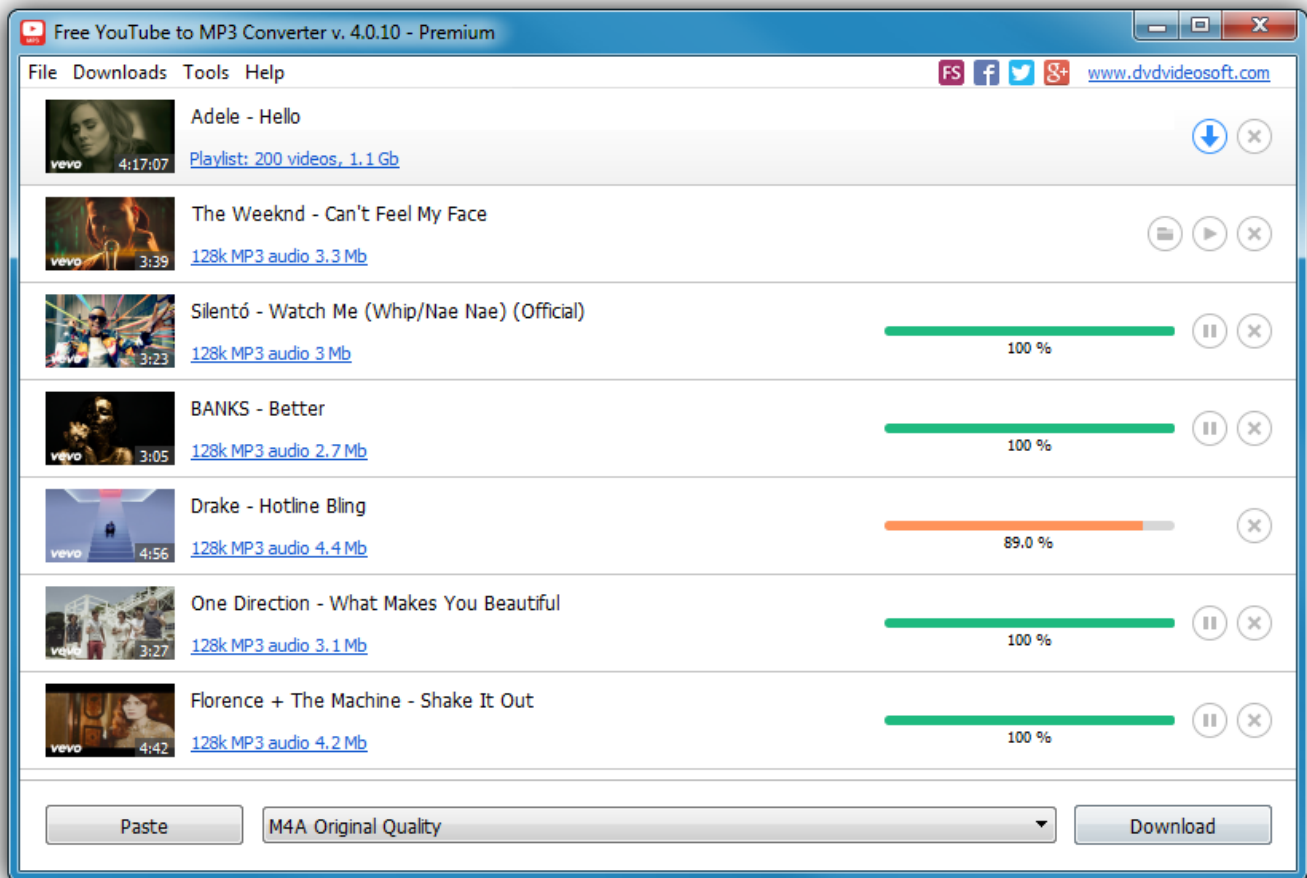 Free YouTube to MP3 Converter v. 4.0.10 - Premium
File Downloads Tools Help FS f 8+ www.dvdvideosoft.com
Adele - Hello
vevo 4:17:07 Playlist: 200 videos, 1.1 Gb
The Weeknd - Can't Feel My Face
vevo 3:39 128k MP3 audio 3.3 Mb
Silentó - Watch Me (Whip/Nae Nae) (Official)
100 %
vevo 3:23 128k MP3 audio 3 Mb
BANKS - Better
100 %
vevo 3:05 128k MP3 audio 2.7 Mb
Drake - Hotline Bling
89.0 %
vevo 4:56 128k MP3 audio 4.4 Mb
One Direction - What Makes You Beautiful
100 %
vevo 3:27 128k MP3 audio 3.1 Mb
Florence + The Machine - Shake It Out
100 %
vevo 4:42 128k MP3 audio 4.2 Mb
Paste M4A Original Quality Download